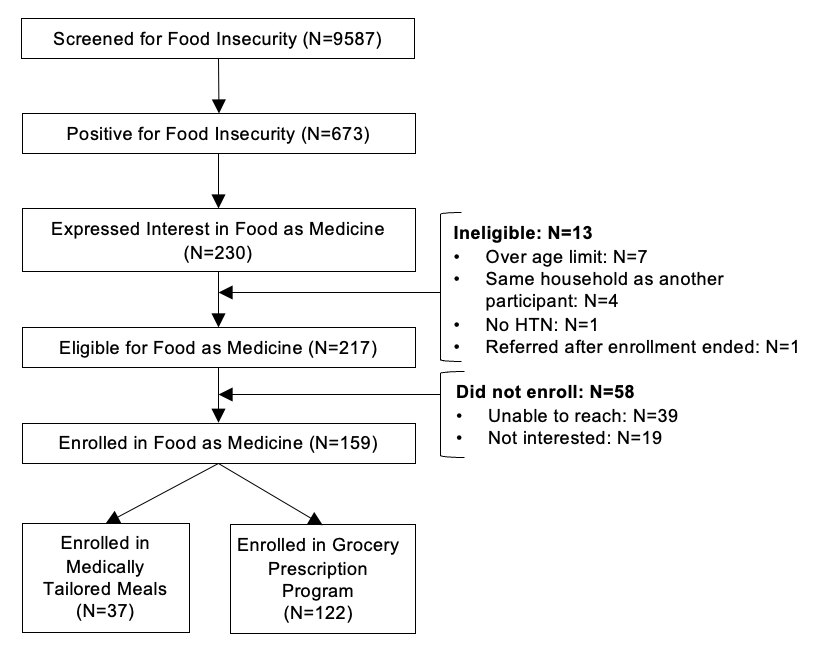 Screened for Food Insecurity (N=9587)
Positive for Food Insecurity (N=673)
Expressed Interest in Food as Medicine
(N=230)
Ineligible: N=13
• Over age limit: N=7
• Same household as another
participant: N=4
• No HTN: N=1
• Referred after enrollment ended: N=1
Eligible for Food as Medicine (N=217)
Did not enroll: N=58
• Unable to reach: N=39
• Not interested: N=19
Enrolled in Food as Medicine (N=159)
Enrolled in
Medically
Tailored Meals
(N=37)
Enrolled in Grocery
Prescription
Program
(N=122)